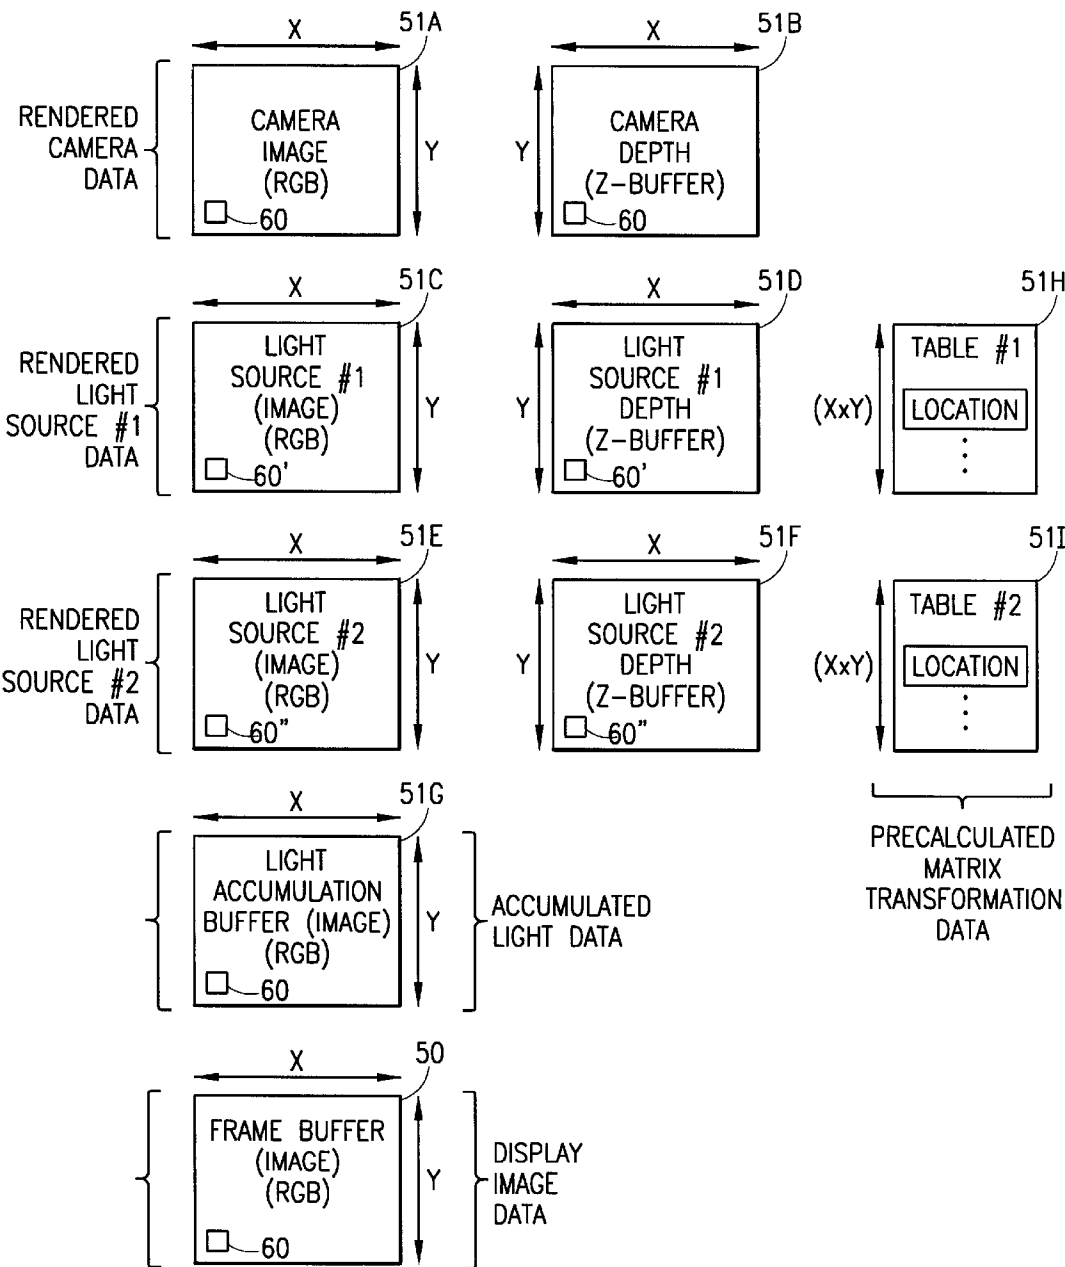 X
51A
X
51B
RENDERED
CAMERA
DATA
CAMERA
IMAGE
(RGB)
60
Y
Y
CAMERA
DEPTH
(Z-BUFFER)
60
X
51C
X
51D
51H
RENDERED
LIGHT
SOURCE #1
DATA
LIGHT
SOURCE #1
(IMAGE)
(RGB)
60'
Y
Y
LIGHT
SOURCE #1
DEPTH
(Z-BUFFER)
60'
(XxY)
TABLE #1
LOCATION
X
51E
X
51F
51I
RENDERED
LIGHT
SOURCE #2
DATA
LIGHT
SOURCE #2
(IMAGE)
(RGB)
60"
Y
Y
LIGHT
SOURCE #2
DEPTH
(Z-BUFFER)
60"
(XxY)
TABLE #2
LOCATION
PRECALCULATED
MATRIX
TRANSFORMATION
DATA
X
51G
LIGHT
ACCUMULATION
BUFFER (IMAGE)
(RGB)
60
Y
ACCUMULATED
LIGHT DATA
X
50
FRAME BUFFER
(IMAGE)
(RGB)
60
Y
DISPLAY
IMAGE
DATA